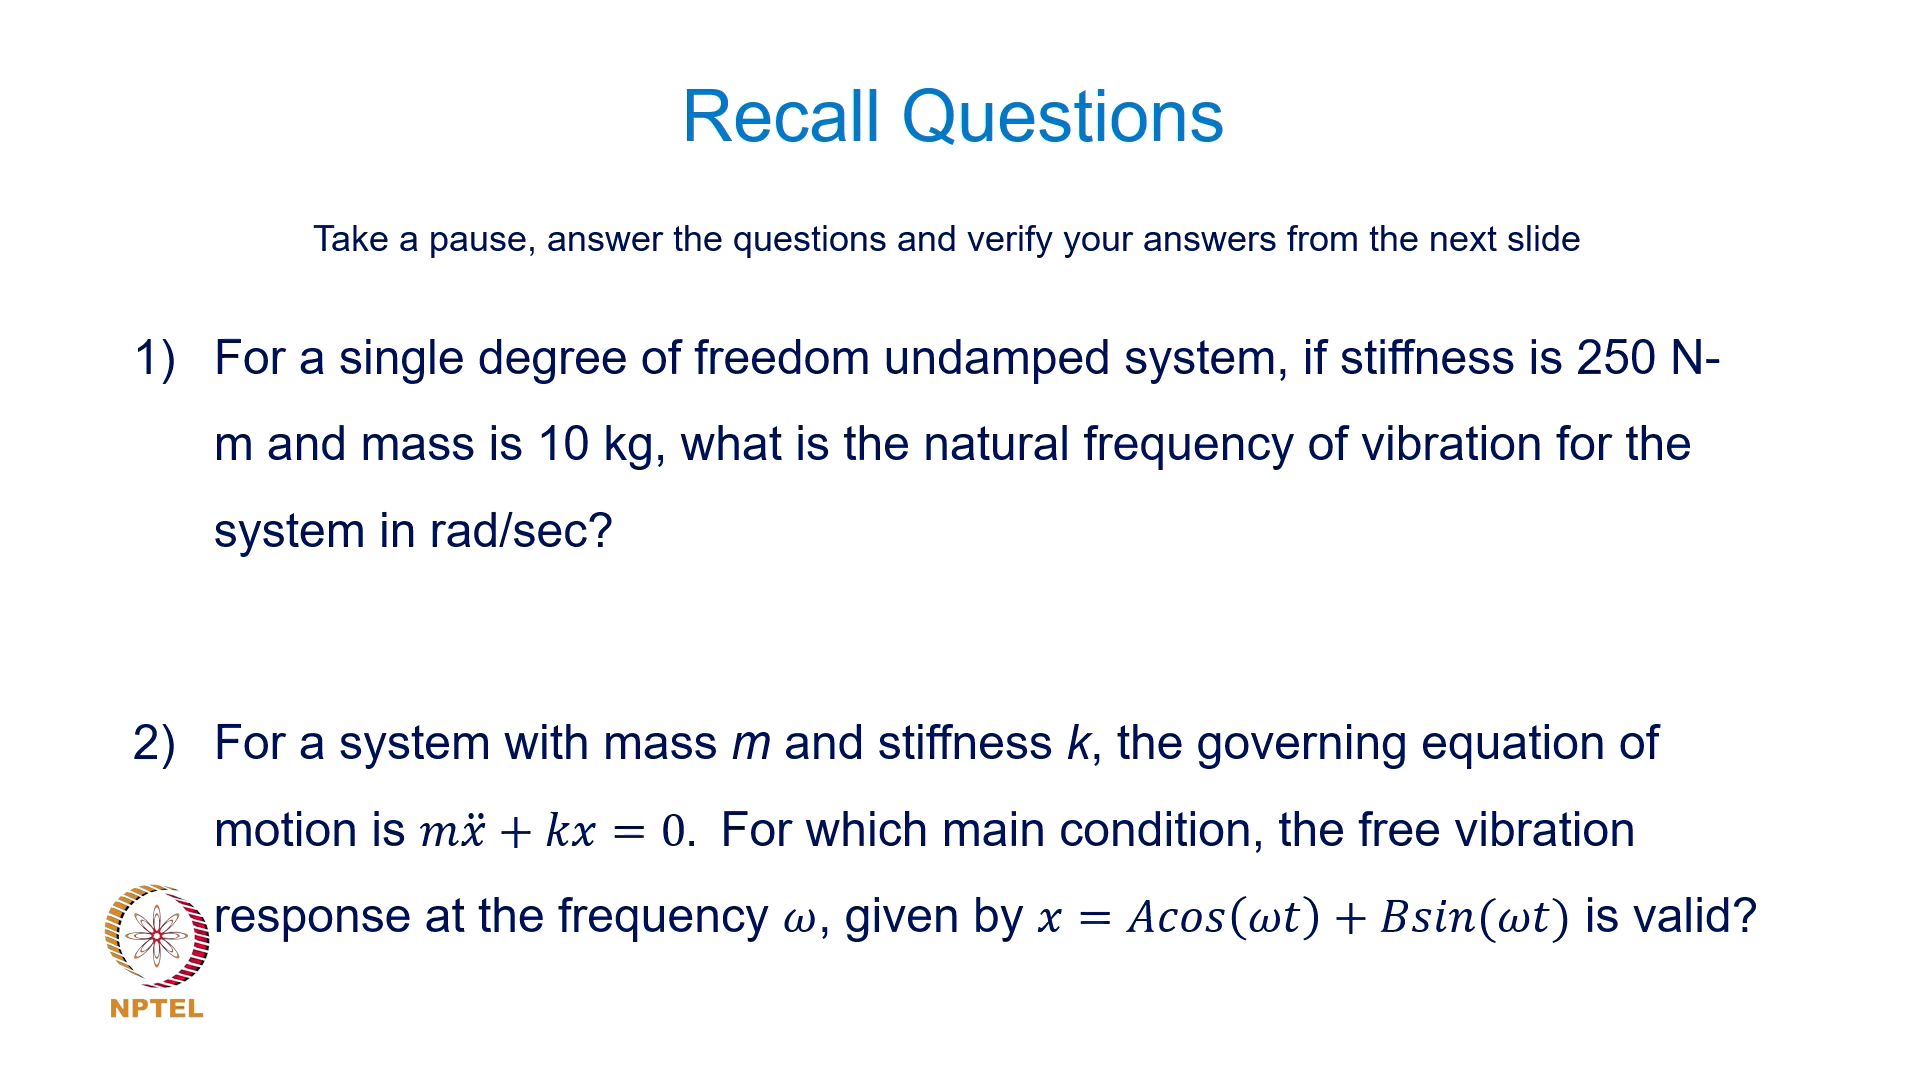 Recall Questions
Take a pause, answer the questions and verify your answers from the next slide
1) For a single degree of freedom undamped system, if stiffness is 250 N-
m and mass is 10 kg, what is the natural frequency of vibration for the
system in rad/sec?
2) For a system with mass m and stiffness k, the governing equation of
motion is mẍ + kx = 0. For which main condition, the free vibration
response at the frequency ω, given by x = Acos(ωt) + Bsin(ωt) is valid?
NPTEL